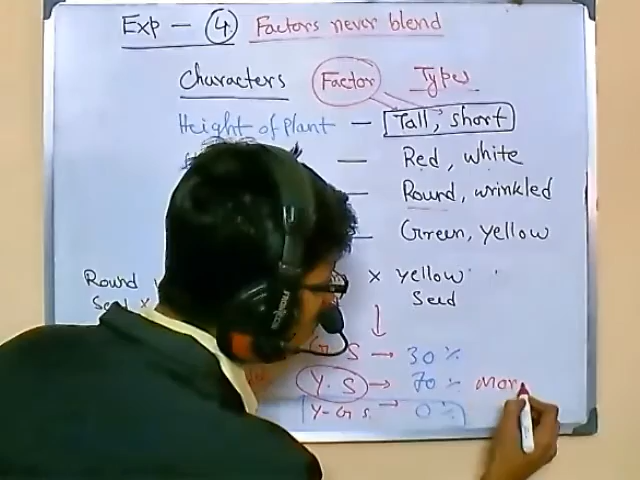 Exp - 4 Factors never blend
Characters Factor Types
Height of plant - Tall, short
- Red, white
- Round, wrinkled
- Green, yellow
Round × yellow
Seed × Seed
G. S → 30 %
Y. S → 70 % mor
Y-G S. → 0%